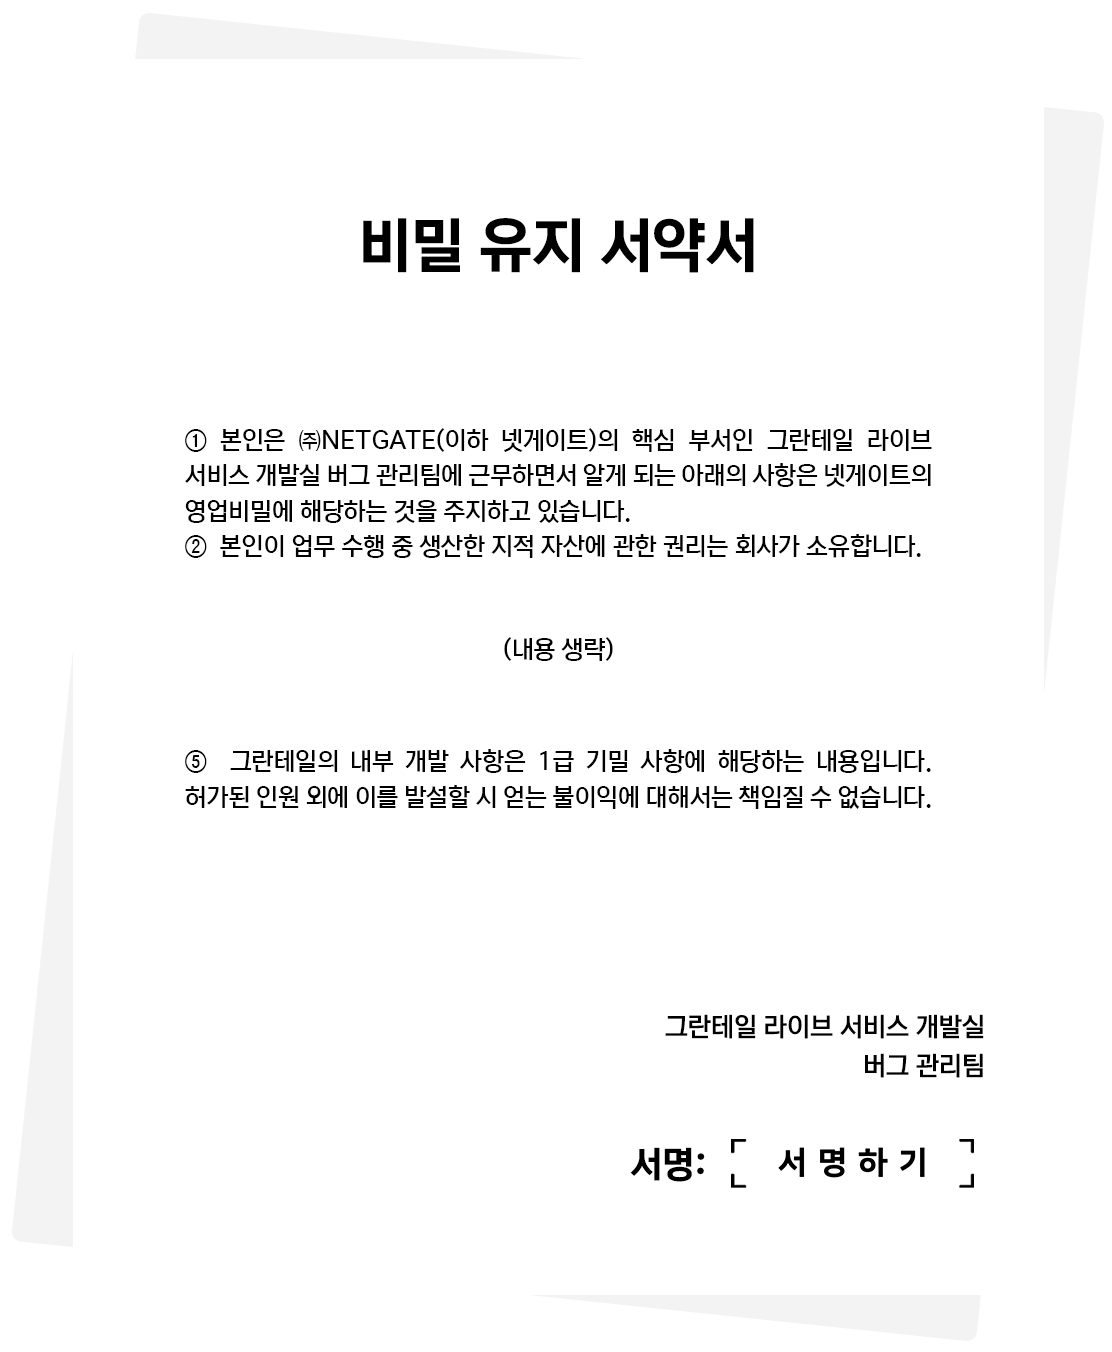 비밀 유지 서약서
① 본인은 ㈜NETGATE(이하 넷게이트)의 핵심 부서인 그란테일 라이브
서비스 개발실 버그 관리팀에 근무하면서 알게 되는 아래의 사항은 넷게이트의
영업비밀에 해당하는 것을 주지하고 있습니다.
② 본인이 업무 수행 중 생산한 지적 자산에 관한 권리는 회사가 소유합니다.
(내용 생략)
⑤ 그란테일의 내부 개발 사항은 1급 기밀 사항에 해당하는 내용입니다.
허가된 인원 외에 이를 발설할 시 얻는 불이익에 대해서는 책임질 수 없습니다.
그란테일 라이브 서비스 개발실
버그 관리팀
서명: 서명하기